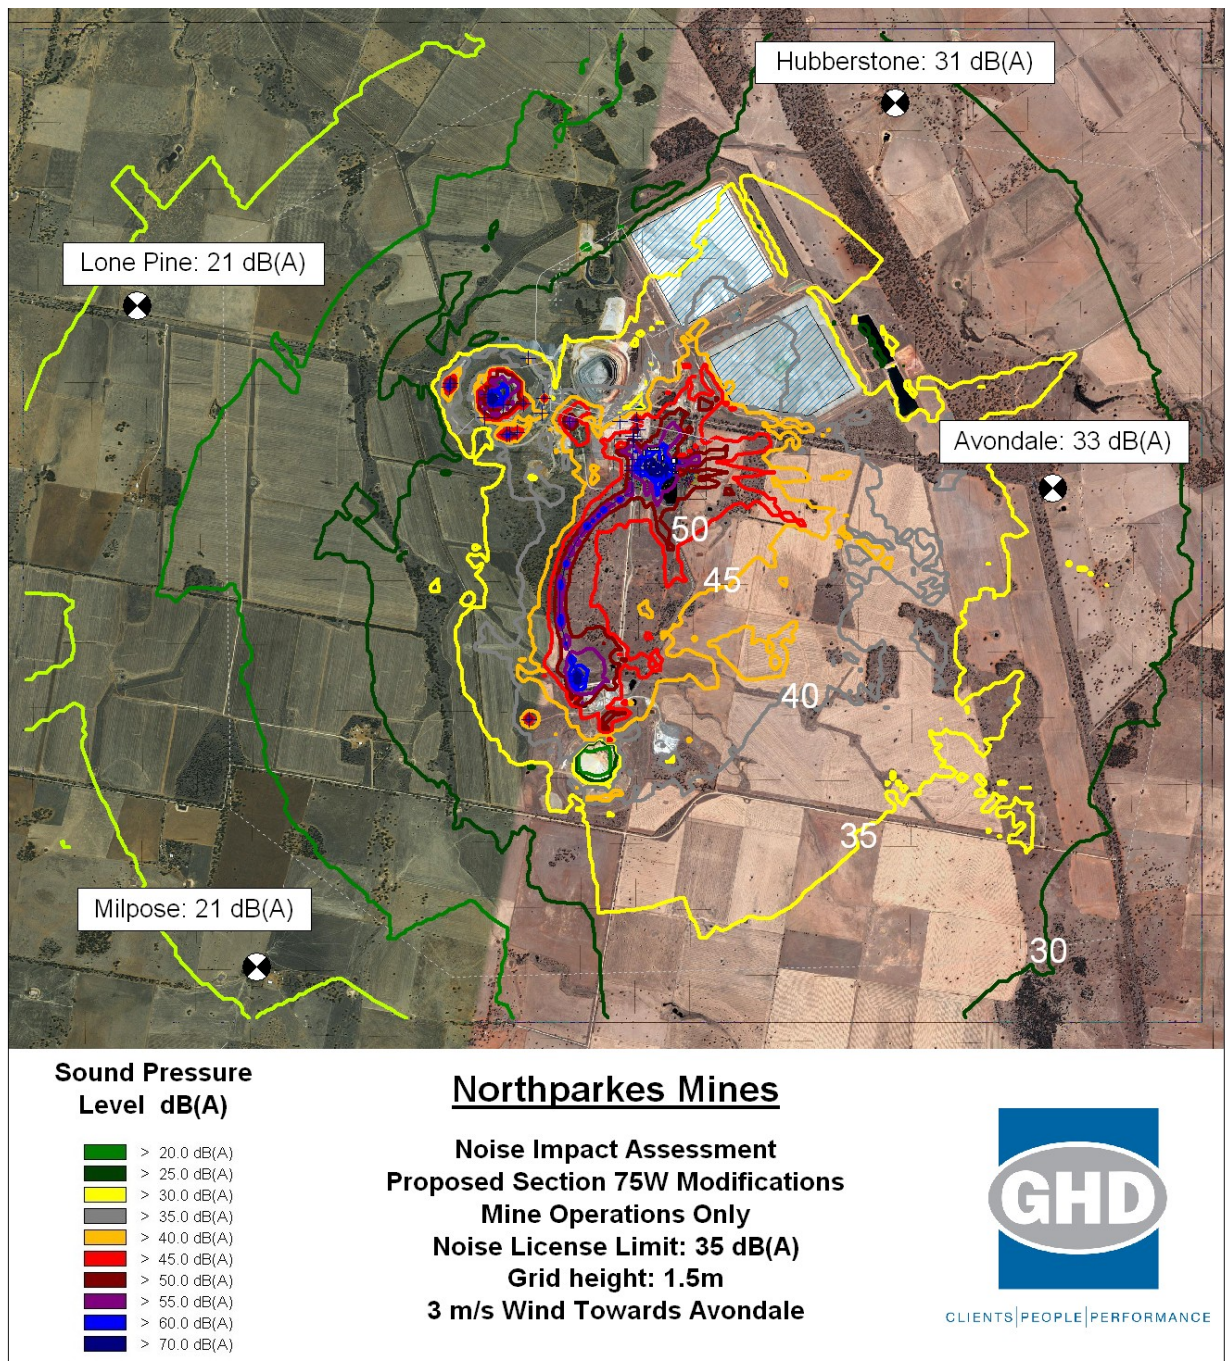 Hubberstone: 31 dB(A)
Lone Pine: 21 dB(A)
Avondale: 33 dB(A)
50
45
40
35
Milpose: 21 dB(A)
30
Sound Pressure
Level dB(A)
> 20.0 dB(A)
> 25.0 dB(A)
> 30.0 dB(A)
> 35.0 dB(A)
> 40.0 dB(A)
> 45.0 dB(A)
> 50.0 dB(A)
> 55.0 dB(A)
> 60.0 dB(A)
> 70.0 dB(A)
Northparkes Mines
Noise Impact Assessment
Proposed Section 75W Modifications
Mine Operations Only
Noise License Limit: 35 dB(A)
Grid height: 1.5m
3 m/s Wind Towards Avondale
GHD
CLIENTS|PEOPLE|PERFORMANCE